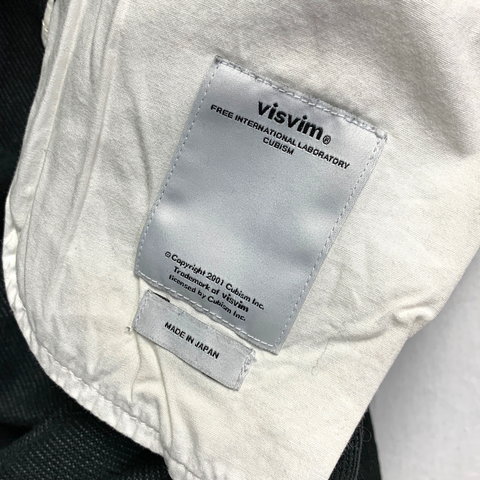 visvim®
FREE INTERNATIONAL LABORATORY
CUBISM
© Copyright 2001 Cubism Inc.
Trademark of visvim
licensed by Cubism Inc.
MADE IN JAPAN